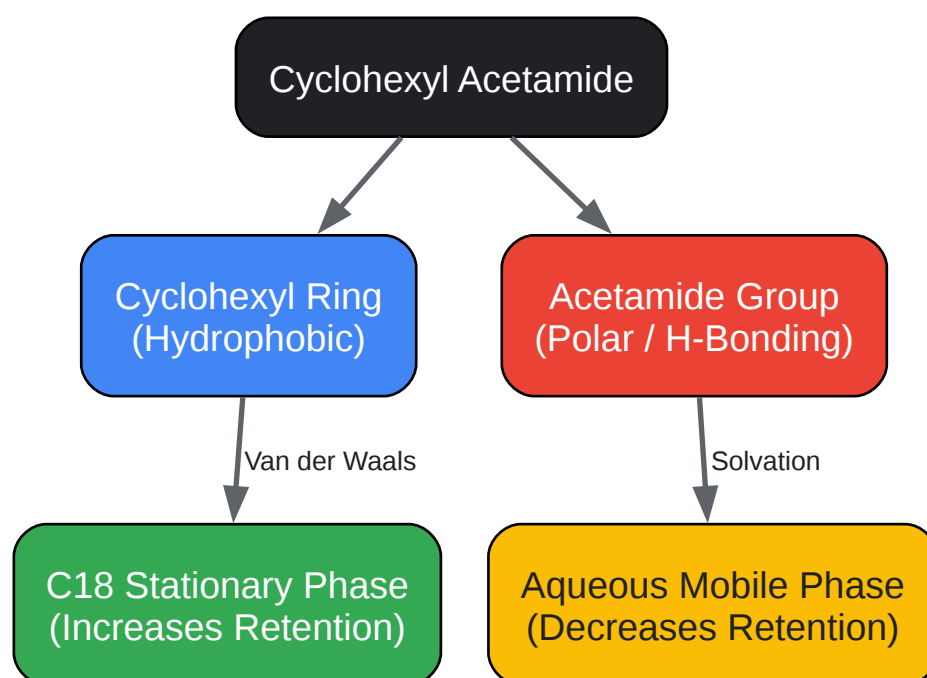 Cyclohexyl Acetamide
Cyclohexyl Ring
(Hydrophobic)
Acetamide Group
(Polar / H-Bonding)
Van der Waals
Solvation
C18 Stationary Phase
(Increases Retention)
Aqueous Mobile Phase
(Decreases Retention)